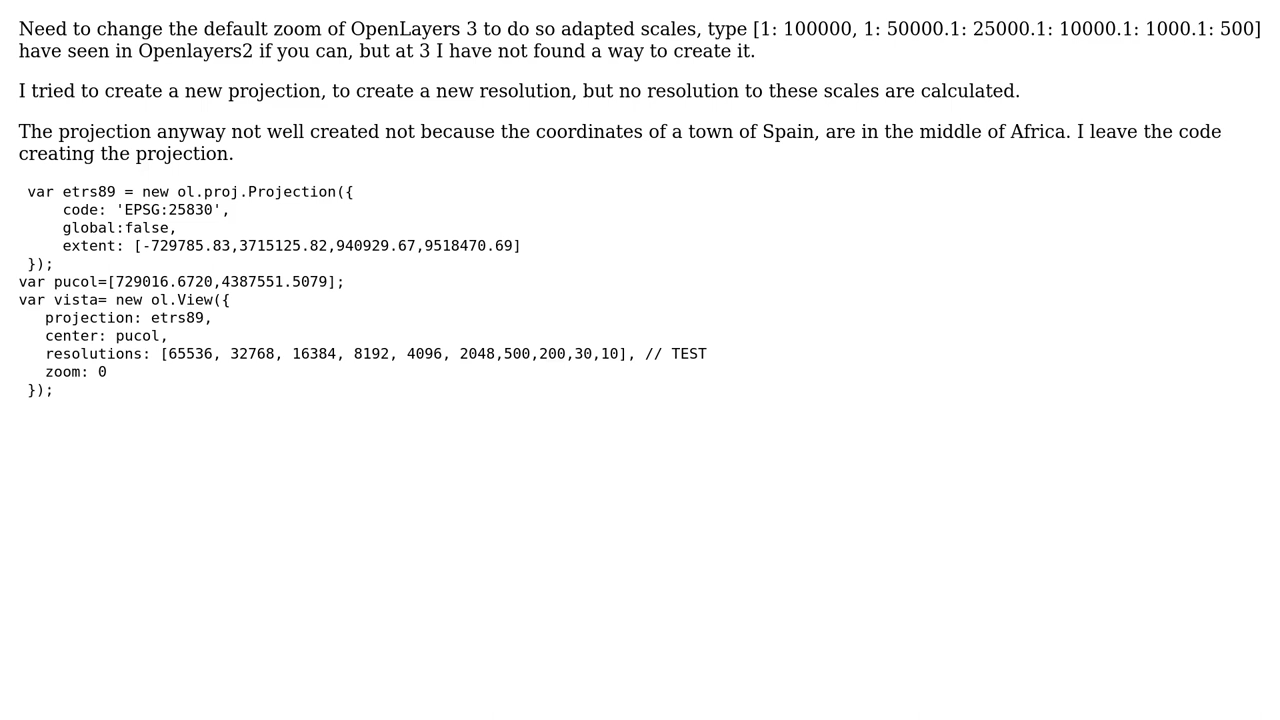 Need to change the default zoom of OpenLayers 3 to do so adapted scales, type [1: 100000, 1: 50000.1: 25000.1: 10000.1: 1000.1: 500]
have seen in Openlayers2 if you can, but at 3 I have not found a way to create it.
I tried to create a new projection, to create a new resolution, but no resolution to these scales are calculated.
The projection anyway not well created not because the coordinates of a town of Spain, are in the middle of Africa. I leave the code
creating the projection.
var etrs89 = new ol.proj.Projection({
code: 'EPSG:25830',
global:false,
extent: [-729785.83,3715125.82,940929.67,9518470.69]
});
var pucol=[729016.6720,4387551.5079];
var vista= new ol.View({
projection: etrs89,
center: pucol,
resolutions: [65536, 32768, 16384, 8192, 4096, 2048,500,200,30,10], // TEST
zoom: 0
});